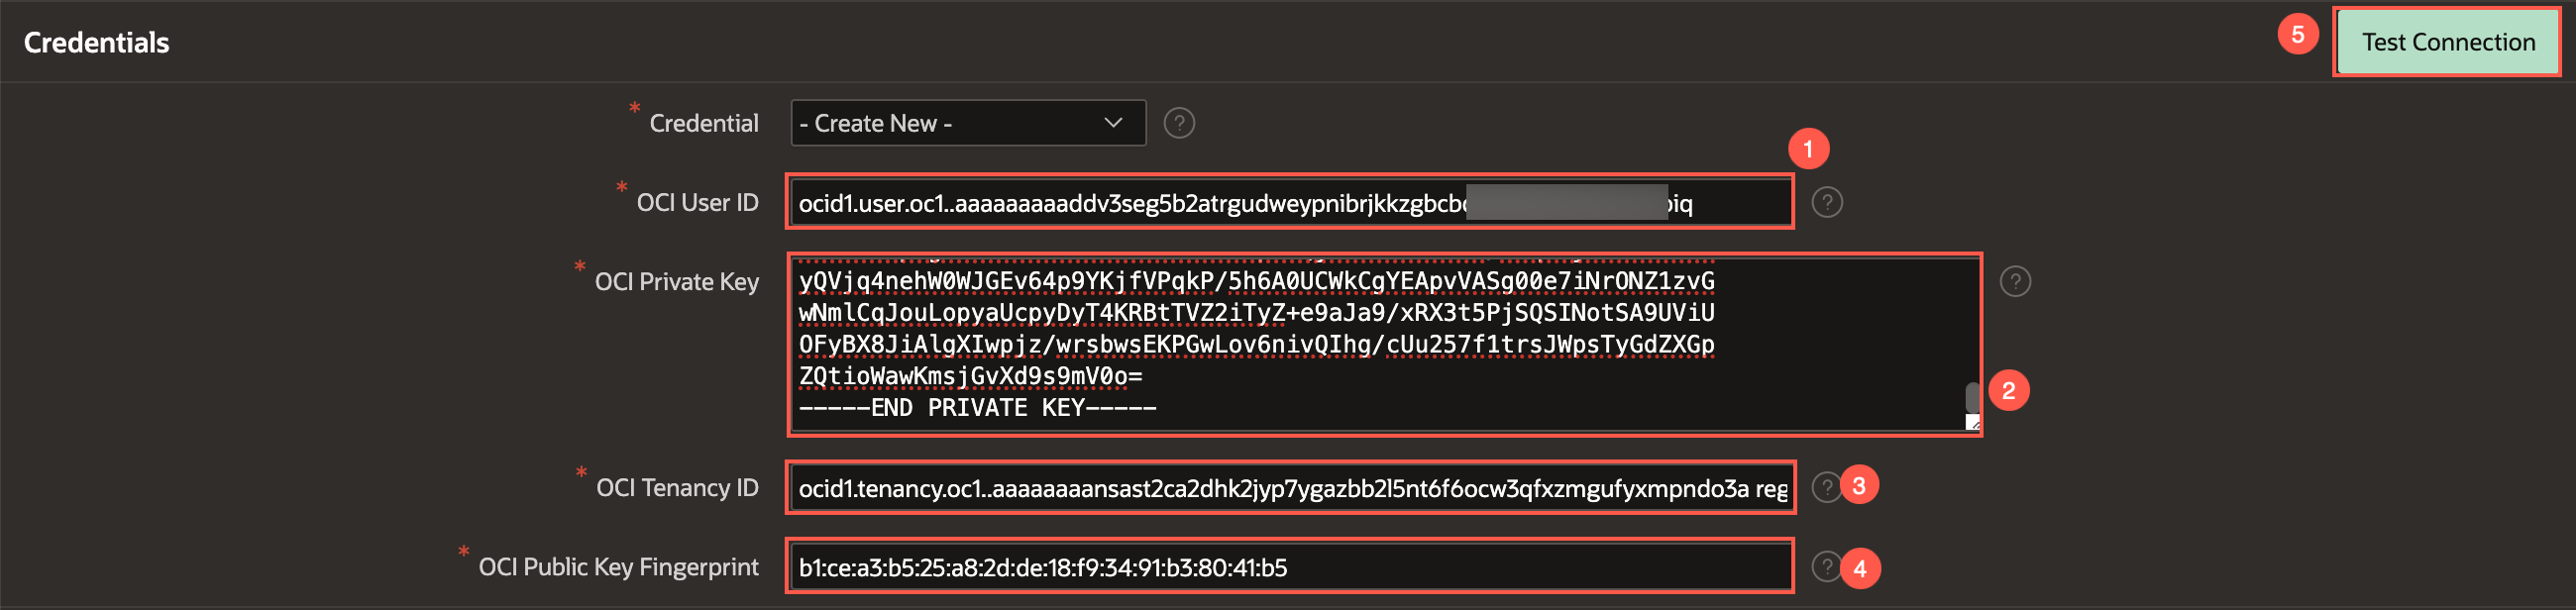 Credentials
5
Test Connection
* Credential
- Create New -
?
1
* OCI User ID
ocid1.user.oc1..aaaaaaaaaddv3seg5b2atrgudweypnibrjkkzgbcb
?
* OCI Private Key
yQVjq4nehW0WJGEv64p9YKjfVPqkP/5h6A0UCWkCgYEApvVASg00e7iNrONZ1zvG
wNmlCqJouLopyaUcpyDyT4KRBtTVZ2iTyZ+e9aJa9/xRX3t5PjSQSINotSA9UViU
OFyBX8JiAlgXIwpjz/wrsbwsEKPGwLov6nivQIhg/cUu257f1trsJWpsTyGdZXGp
ZQtioWawKmsjGvXd9s9mV0o=
-----END PRIVATE KEY-----
?
2
* OCI Tenancy ID
ocid1.tenancy.oc1..aaaaaaaansast2ca2dhk2jyp7ygazbb2l5nt6f6ocw3qfxzmgufyxmpndo3a reg
?
3
* OCI Public Key Fingerprint
b1:ce:a3:b5:25:a8:2d:de:18:f9:34:91:b3:80:41:b5
?
4